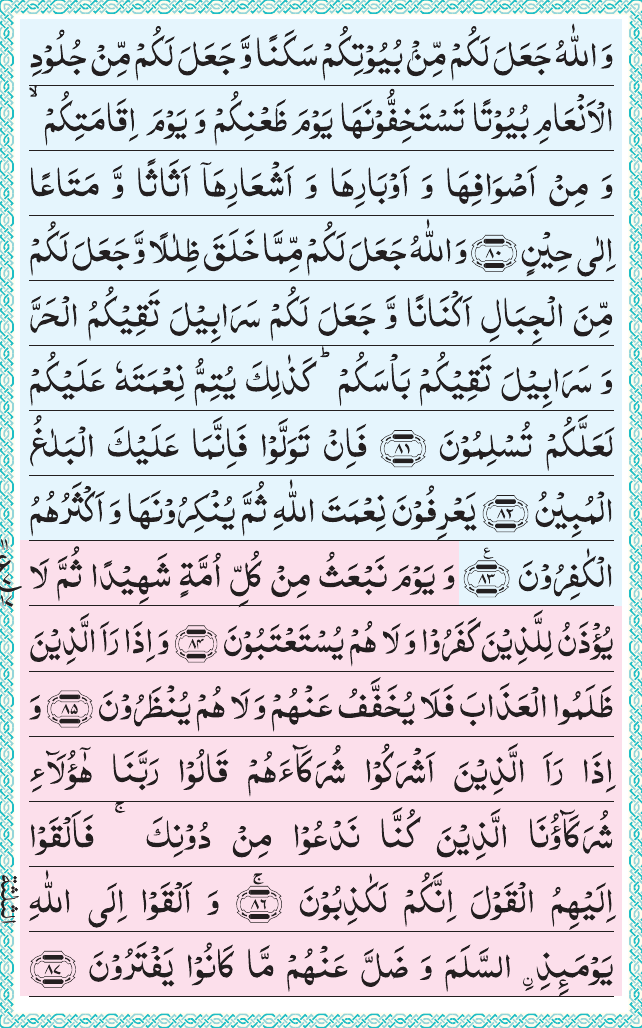 وَاللّٰهُ جَعَلَ لَكُمۡ مِّنۡۢ بُيُوۡتِكُمۡ سَكَنًا وَّجَعَلَ لَكُمۡ مِّنۡ جُلُوۡدِ
الۡاَنۡعَامِ بُيُوۡتًا تَسۡتَخِفُّوۡنَهَا يَوۡمَ ظَعۡنِكُمۡ وَ يَوۡمَ اِقَامَتِكُمۡ ۙ
وَ مِنۡ اَصۡوَافِهَا وَ اَوۡبَارِهَا وَ اَشۡعَارِهَاۤ اَثَاثًا وَّ مَتَاعًا
اِلٰى حِيۡنٍ ﴿۸۰﴾ وَاللّٰهُ جَعَلَ لَكُمۡ مِّمَّا خَلَقَ ظِلٰلًا وَّجَعَلَ لَكُمۡ
مِّنَ الۡجِبَالِ اَكۡنَانًا وَّ جَعَلَ لَكُمۡ سَرَابِيۡلَ تَقِيۡكُمُ الۡحَرَّ
وَ سَرَابِيۡلَ تَقِيۡكُمۡ بَاۡسَكُمۡ ؕ كَذٰلِكَ يُتِمُّ نِعۡمَتَهٗ عَلَيۡكُمۡ
لَعَلَّكُمۡ تُسۡلِمُوۡنَ ﴿۸۱﴾ فَاِنۡ تَوَلَّوۡا فَاِنَّمَا عَلَيۡكَ الۡبَلٰغُ
الۡمُبِيۡنُ ﴿۸۲﴾ يَعۡرِفُوۡنَ نِعۡمَتَ اللّٰهِ ثُمَّ يُنۡكِرُوۡنَهَا وَ اَكۡثَرُهُمُ
الۡكٰفِرُوۡنَ ﴿۸۳﴾ ع وَ يَوۡمَ نَبۡعَثُ مِنۡ كُلِّ اُمَّةٍ شَهِيۡدًا ثُمَّ لَا
يُؤۡذَنُ لِلَّذِيۡنَ كَفَرُوۡا وَ لَا هُمۡ يُسۡتَعۡتَبُوۡنَ ﴿۸۴﴾ وَ اِذَا رَاَ الَّذِيۡنَ
ظَلَمُوا الۡعَذَابَ فَلَا يُخَفَّفُ عَنۡهُمۡ وَ لَا هُمۡ يُنۡظَرُوۡنَ ﴿۸۵﴾ وَ
اِذَا رَاَ الَّذِيۡنَ اَشۡرَكُوۡا شُرَكَآءَهُمۡ قَالُوۡا رَبَّنَا هٰۤؤُلَآءِ
شُرَكَآؤُنَا الَّذِيۡنَ كُنَّا نَدۡعُوۡا مِنۡ دُوۡنِكَ ۚ فَاَلۡقَوۡا
اِلَيۡهِمُ الۡقَوۡلَ اِنَّكُمۡ لَكٰذِبُوۡنَ ﴿۸۶﴾ ۚ وَ اَلۡقَوۡا اِلَى اللّٰهِ
يَوۡمَئِذِ ۨ السَّلَمَ وَ ضَلَّ عَنۡهُمۡ مَّا كَانُوۡا يَفۡتَرُوۡنَ ﴿۸۷﴾